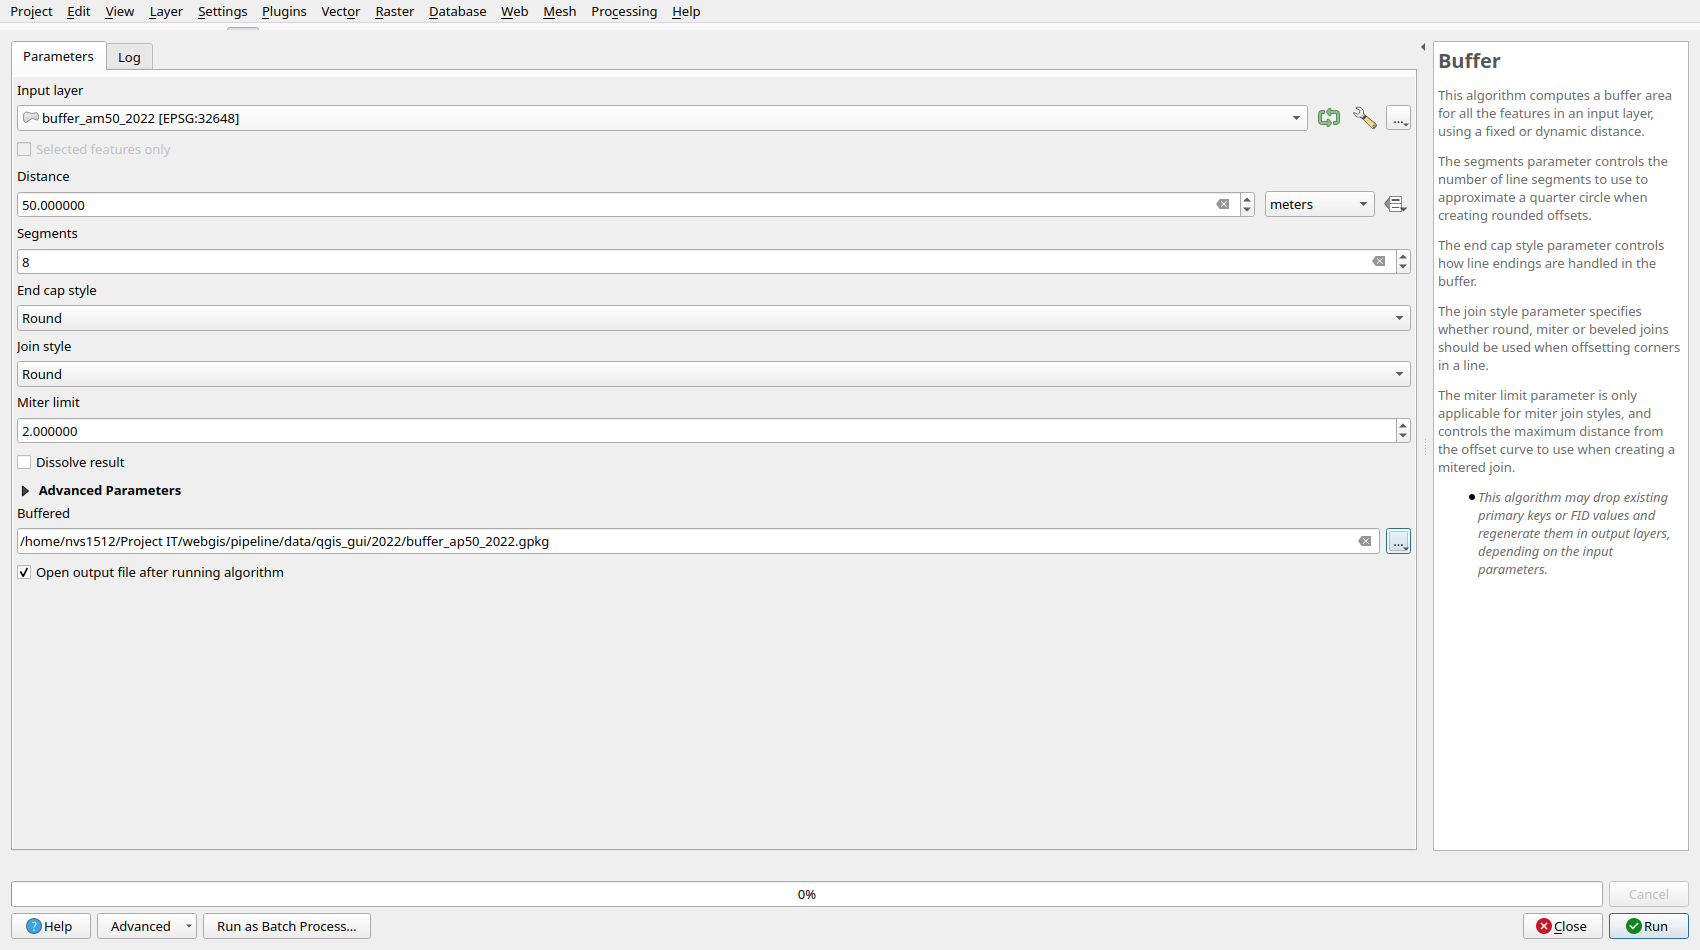 Project Edit View Layer Settings Plugins Vector Raster Database Web Mesh Processing Help
Parameters Log
Input layer
buffer_am50_2022 [EPSG:32648]
...
Selected features only
Distance
50.000000
meters
Segments
8
End cap style
Round
Join style
Round
Miter limit
2.000000
Dissolve result
Advanced Parameters
Buffered
/home/nvs1512/Project IT/webgis/pipeline/data/qgis_gui/2022/buffer_ap50_2022.gpkg
...
Open output file after running algorithm
Buffer
This algorithm computes a buffer area
for all the features in an input layer,
using a fixed or dynamic distance.
The segments parameter controls the
number of line segments to use to
approximate a quarter circle when
creating rounded offsets.
The end cap style parameter controls
how line endings are handled in the
buffer.
The join style parameter specifies
whether round, miter or beveled joins
should be used when offsetting corners
in a line.
The miter limit parameter is only
applicable for miter join styles, and
controls the maximum distance from
the offset curve to use when creating a
mitered join.
• This algorithm may drop existing
primary keys or FID values and
regenerate them in output layers,
depending on the input
parameters.
0%
Cancel
? Help Advanced Run as Batch Process...
Close Run